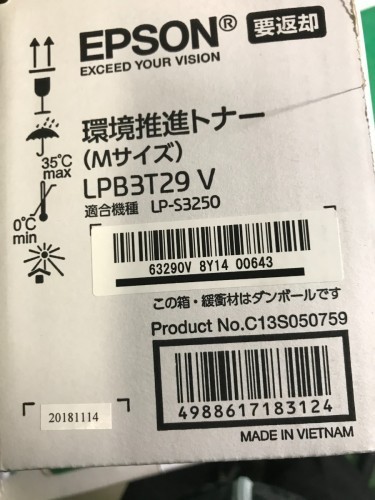 EPSON® 要返却
EXCEED YOUR VISION
環境推進トナー
(Mサイズ)
35℃
max
LPB3T29 V
適合機種 LP-S3250
0℃
min
63290V 8Y14 00643
この箱・緩衝材はダンボールです
Product No.C13S050759
4988617183124
20181114
MADE IN VIETNAM